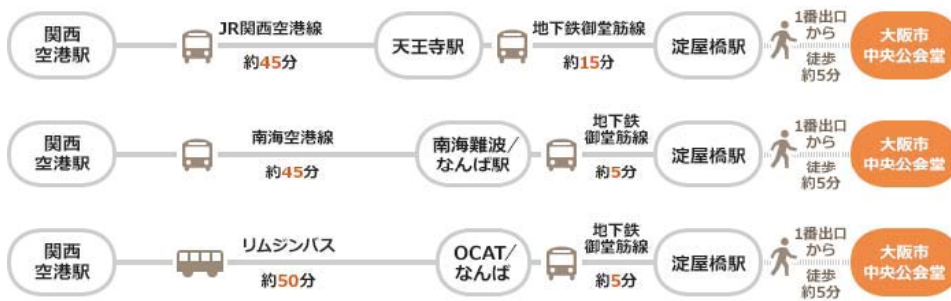 関西
空港駅
JR関西空港線
約45分
天王寺駅
地下鉄御堂筋線
約15分
淀屋橋駅
1番出口
から
徒歩
約5分
大阪市
中央公会堂
関西
空港駅
南海空港線
約45分
南海難波/
なんば駅
地下鉄
御堂筋線
約5分
淀屋橋駅
1番出口
から
徒歩
約5分
大阪市
中央公会堂
関西
空港駅
リムジンバス
約50分
OCAT/
なんば
地下鉄
御堂筋線
約5分
淀屋橋駅
1番出口
から
徒歩
約5分
大阪市
中央公会堂